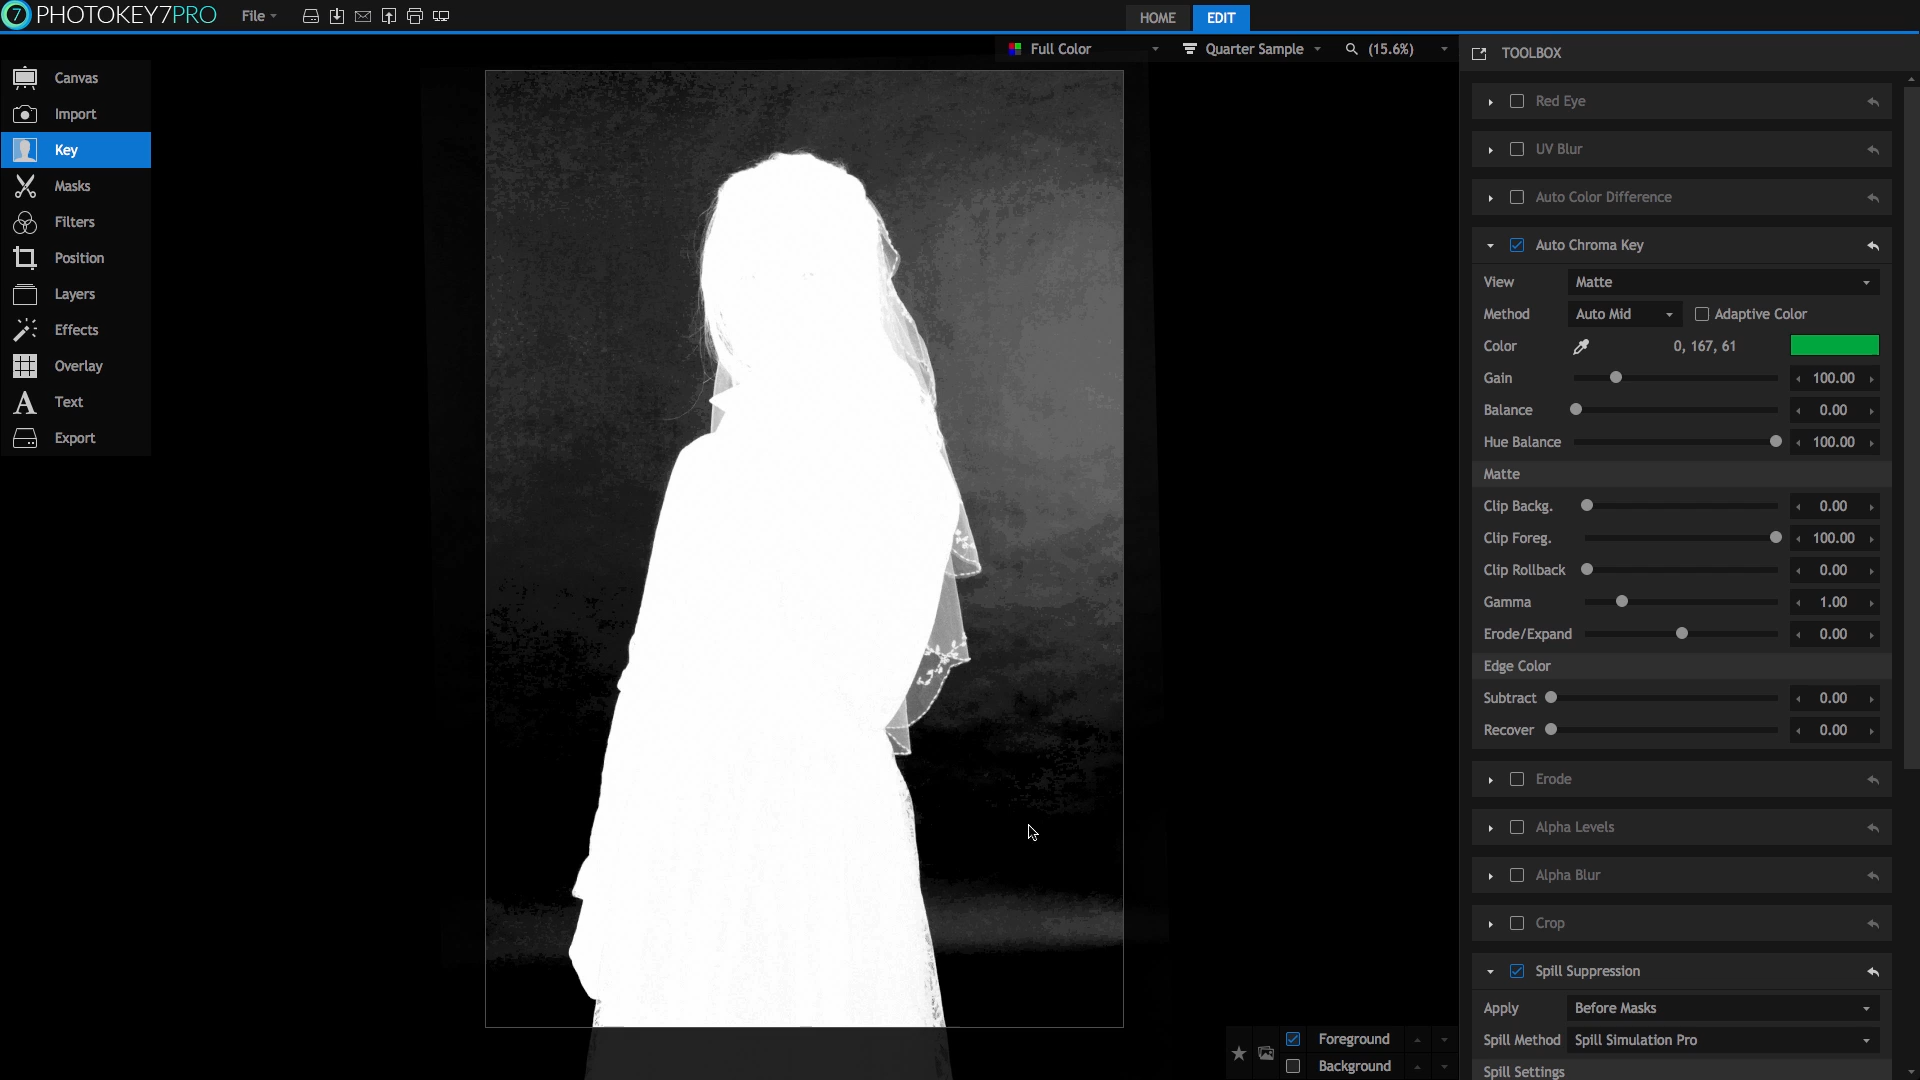 7 PHOTOKEY7PRO File HOME EDIT
Full Color Quarter Sample (15.6%)
Canvas
Import
Key
Masks
Filters
Position
Layers
Effects
Overlay
Text
Export
TOOLBOX
Red Eye
UV Blur
Auto Color Difference
Auto Chroma Key
View Matte
Method Auto Mid Adaptive Color
Color 0, 167, 61
Gain 100.00
Balance 0.00
Hue Balance 100.00
Matte
Clip Backg. 0.00
Clip Foreg. 100.00
Clip Rollback 0.00
Gamma 1.00
Erode/Expand 0.00
Edge Color
Subtract 0.00
Recover 0.00
Erode
Alpha Levels
Alpha Blur
Crop
Spill Suppression
Apply Before Masks
Spill Method Spill Simulation Pro
Spill Settings
Foreground
Background